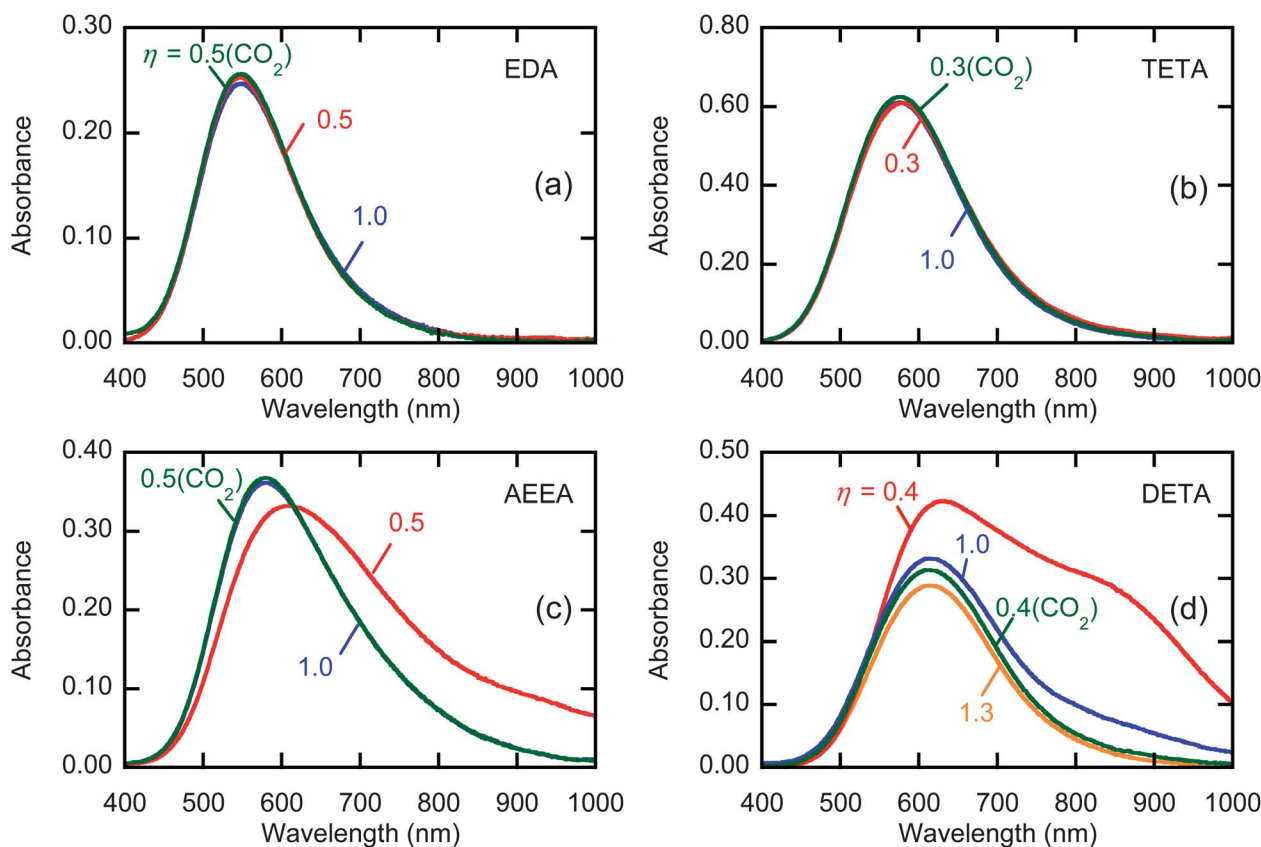 0.30
0.20
0.10
0.00
Absorbance
η = 0.5(CO₂)
EDA
0.5
(a)
1.0
400 500 600 700 800 900 1000
Wavelength (nm)
0.80
0.60
0.40
0.20
0.00
Absorbance
TETA
0.3(CO₂)
0.3
(b)
1.0
400 500 600 700 800 900 1000
Wavelength (nm)
0.40
0.30
0.20
0.10
0.00
Absorbance
0.5(CO₂)
AEEA
0.5
(c)
1.0
400 500 600 700 800 900 1000
Wavelength (nm)
0.50
0.40
0.30
0.20
0.10
0.00
Absorbance
η = 0.4
DETA
1.0
0.4(CO₂)
(d)
1.3
400 500 600 700 800 900 1000
Wavelength (nm)